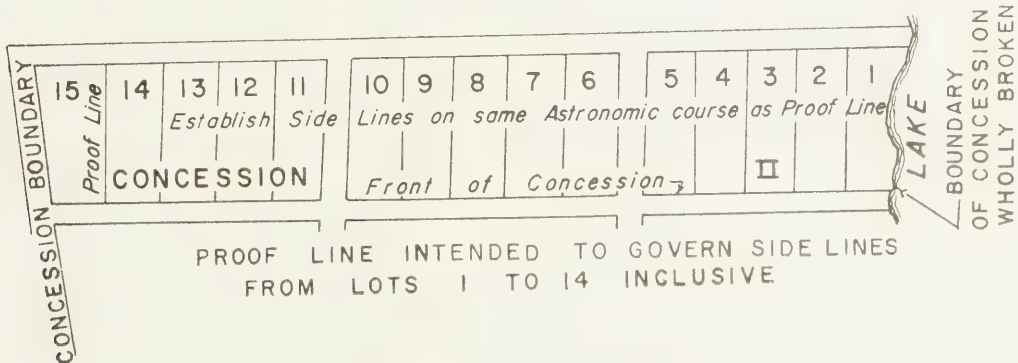 15 14 13 12 11 10 9 8 7 6 5 4 3 2 1
Proof Line
Establish Side Lines on same Astronomic course as Proof Line
CONCESSION II
Front of Concession
CONCESSION BOUNDARY
LAKE
BOUNDARY
OF CONCESSION
WHOLLY BROKEN
PROOF LINE INTENDED TO GOVERN SIDE LINES
FROM LOTS 1 TO 14 INCLUSIVE